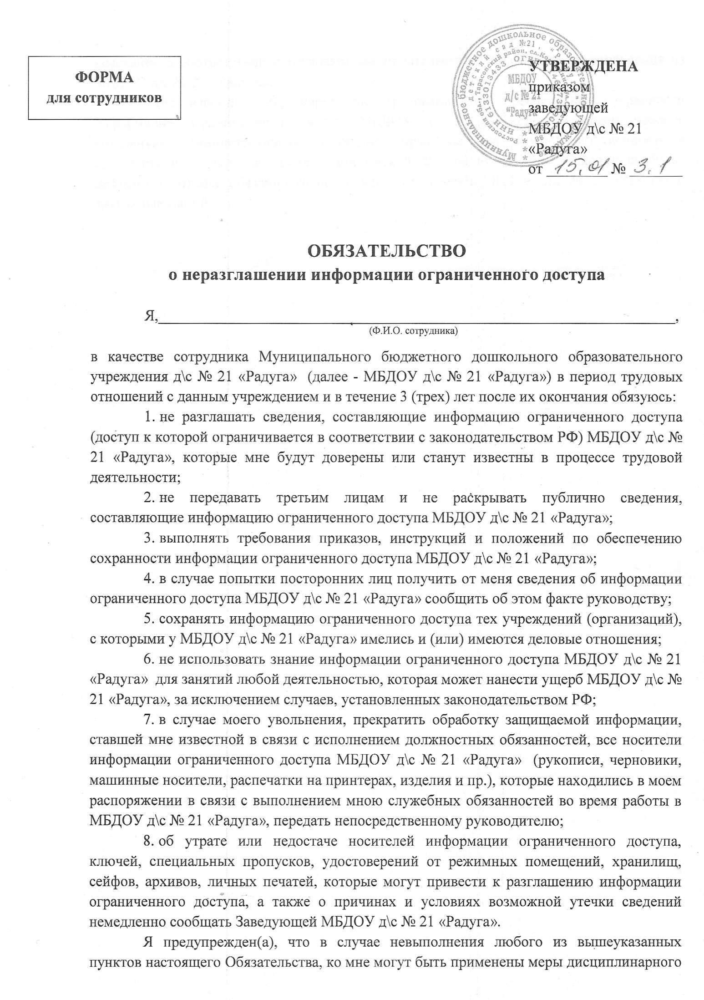 ФОРМА
для сотрудников
Муниципальное бюджетное дошкольное образовательное учреждение
детский сад №21, "Радуга"
МБДОУ
д/с № 21
"Радуга"
ИНН 6133013433
УТВЕРЖДЕНА
приказом
заведующей
МБДОУ д\с № 21
«Радуга»
от 15.01 № 3.1
ОБЯЗАТЕЛЬСТВО
о неразглашении информации ограниченного доступа
Я,____________________,
(Ф.И.О. сотрудника)
в качестве сотрудника Муниципального бюджетного дошкольного образовательного
учреждения д\с № 21 «Радуга» (далее - МБДОУ д\с № 21 «Радуга») в период трудовых
отношений с данным учреждением и в течение 3 (трех) лет после их окончания обязуюсь:
1. не разглашать сведения, составляющие информацию ограниченного доступа
(доступ к которой ограничивается в соответствии с законодательством РФ) МБДОУ д\с №
21 «Радуга», которые мне будут доверены или станут известны в процессе трудовой
деятельности;
2. не передавать третьим лицам и не раскрывать публично сведения,
составляющие информацию ограниченного доступа МБДОУ д\с № 21 «Радуга»;
3. выполнять требования приказов, инструкций и положений по обеспечению
сохранности информации ограниченного доступа МБДОУ д\с № 21 «Радуга»;
4. в случае попытки посторонних лиц получить от меня сведения об информации
ограниченного доступа МБДОУ д\с № 21 «Радуга» сообщить об этом факте руководству;
5. сохранять информацию ограниченного доступа тех учреждений (организаций),
с которыми у МБДОУ д\с № 21 «Радуга» имелись и (или) имеются деловые отношения;
6. не использовать знание информации ограниченного доступа МБДОУ д\с № 21
«Радуга» для занятий любой деятельностью, которая может нанести ущерб МБДОУ д\с №
21 «Радуга», за исключением случаев, установленных законодательством РФ;
7. в случае моего увольнения, прекратить обработку защищаемой информации,
ставшей мне известной в связи с исполнением должностных обязанностей, все носители
информации ограниченного доступа МБДОУ д\с № 21 «Радуга» (рукописи, черновики,
машинные носители, распечатки на принтерах, изделия и пр.), которые находились в моем
распоряжении в связи с выполнением мною служебных обязанностей во время работы в
МБДОУ д\с № 21 «Радуга», передать непосредственному руководителю;
8. об утрате или недостаче носителей информации ограниченного доступа,
ключей, специальных пропусков, удостоверений от режимных помещений, хранилищ,
сейфов, архивов, личных печатей, которые могут привести к разглашению информации
ограниченного доступа, а также о причинах и условиях возможной утечки сведений
немедленно сообщать Заведующей МБДОУ д\с № 21 «Радуга».
Я предупрежден(а), что в случае невыполнения любого из вышеуказанных
пунктов настоящего Обязательства, ко мне могут быть применены меры дисциплинарного